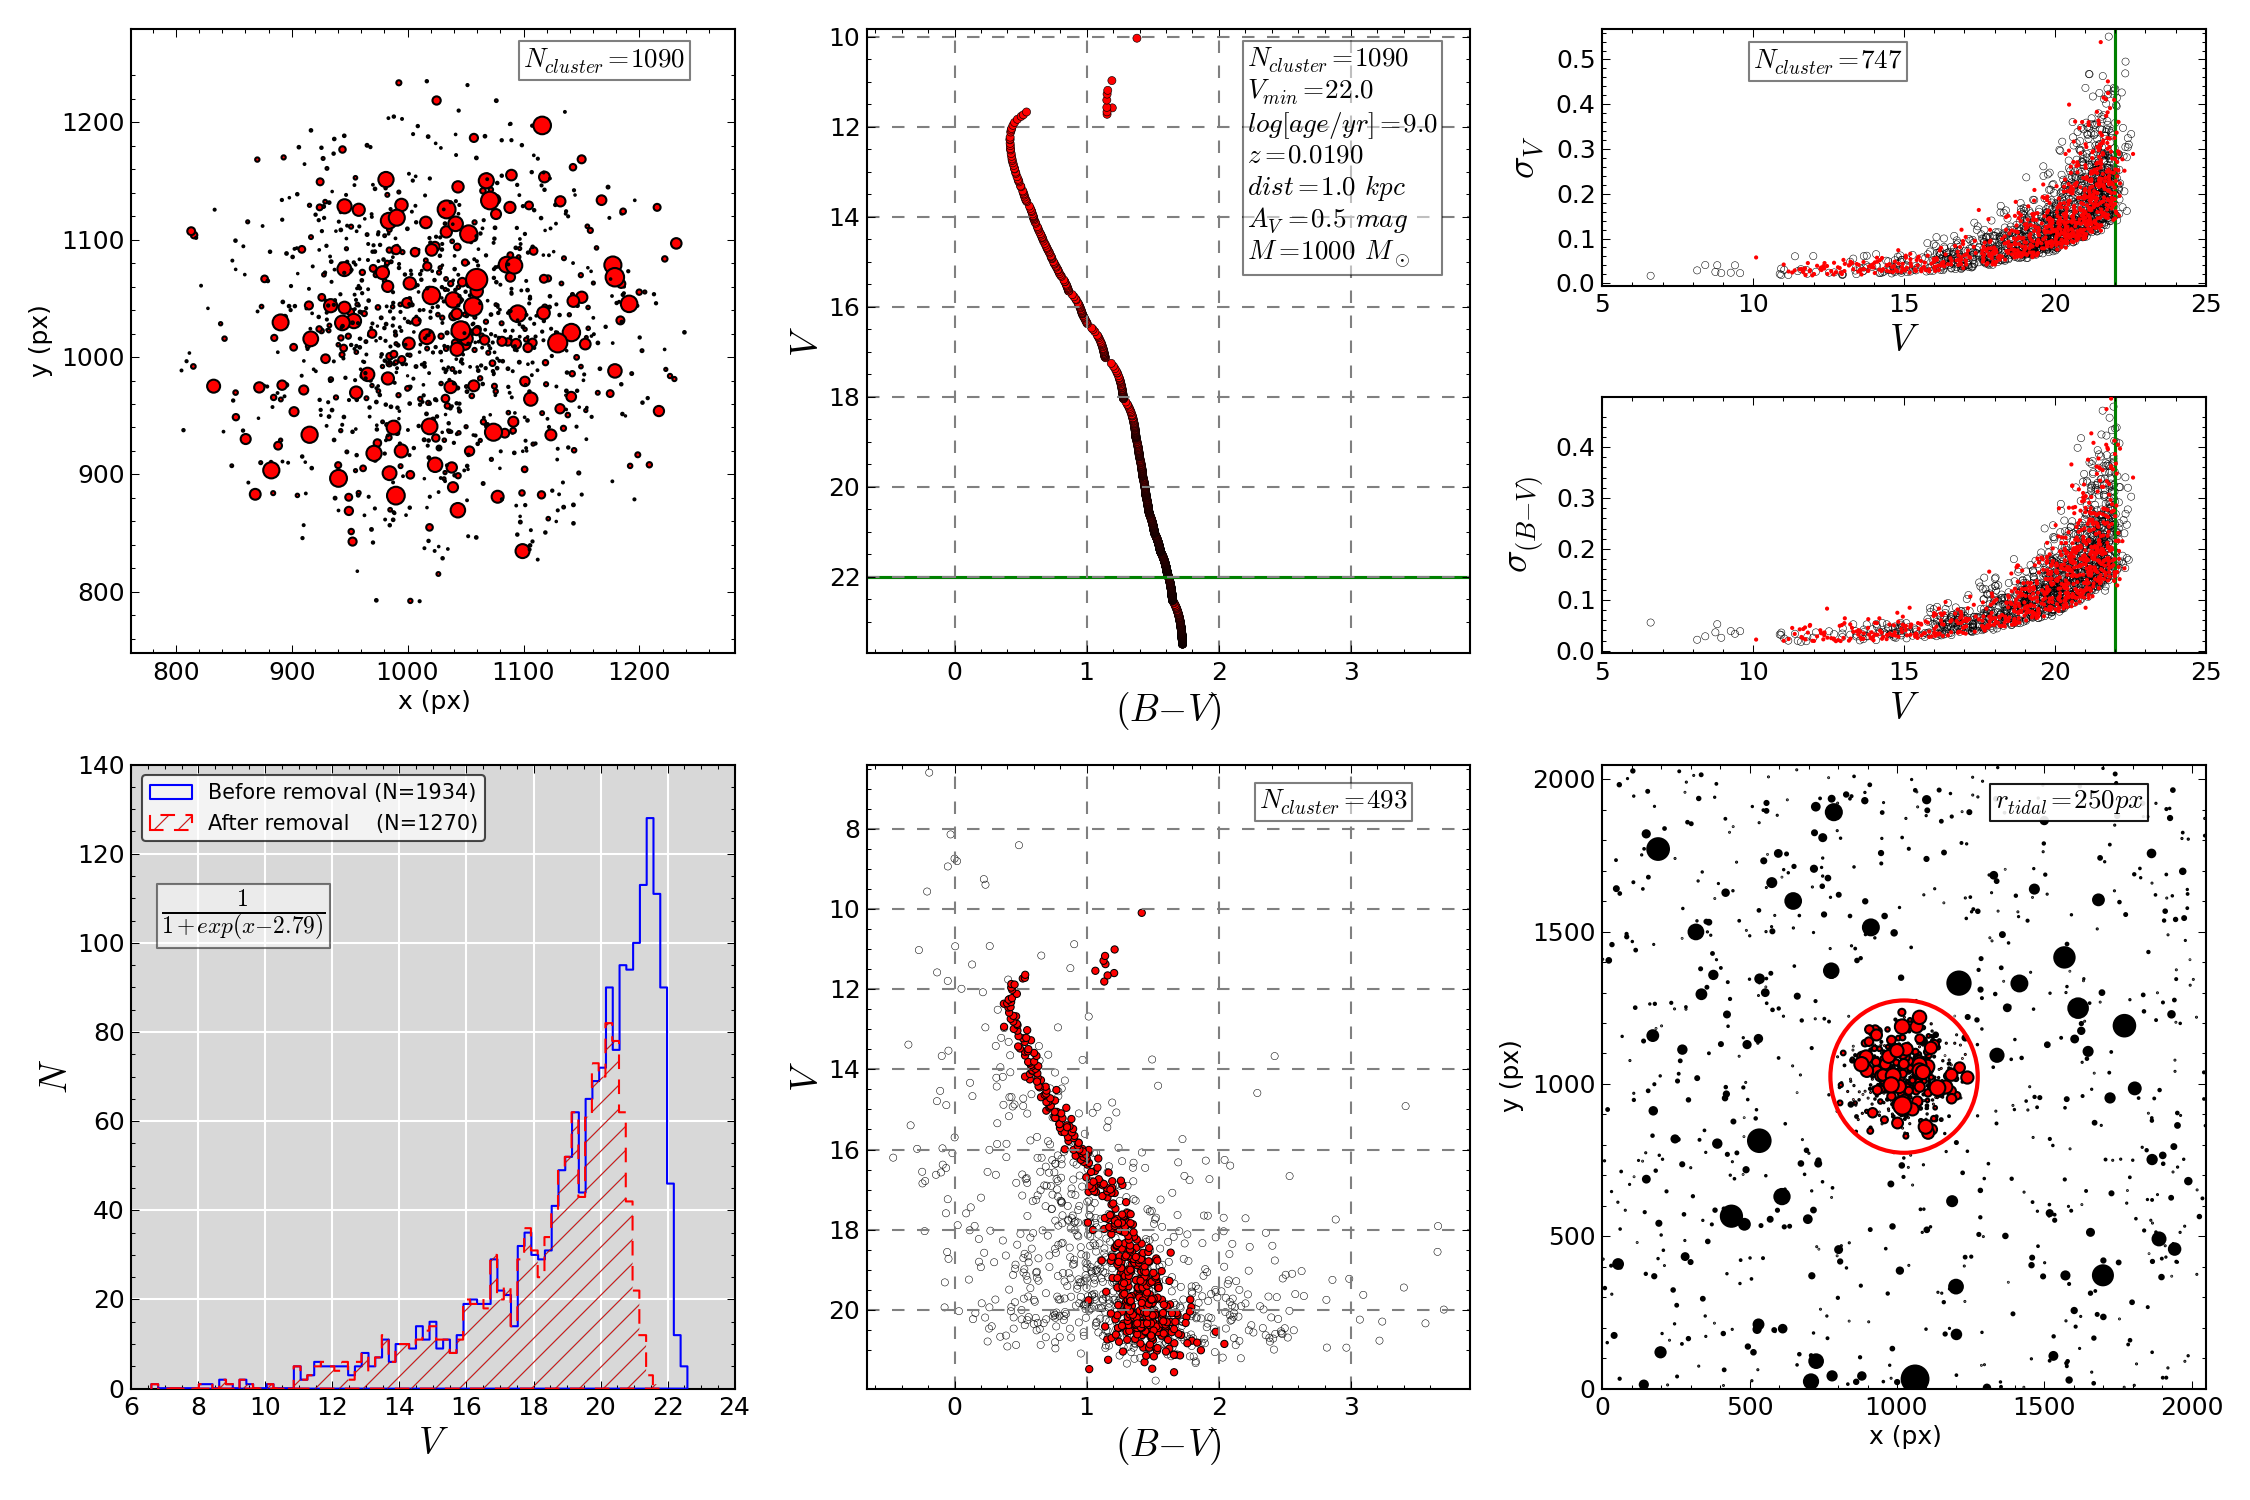 N_cluster = 1090
1200
1100
1000
900
800
y (px)
800 900 1000 1100 1200
x (px)
N_cluster = 1090
V_min = 22.0
log[age/yr] = 9.0
z = 0.0190
dist = 1.0 kpc
A_V = 0.5 mag
M = 1000 M_⊙
10
12
14
16
18
20
22
V
0 1 2 3
(B−V)
N_cluster = 747
0.5
0.4
0.3
0.2
0.1
0.0
σ_V
5 10 15 20 25
V
0.4
0.3
0.2
0.1
0.0
σ_(B−V)
5 10 15 20 25
V
140
120
100
80
60
40
20
0
N
Before removal (N=1934)
After removal (N=1270)
1
1+exp(x−2.79)
6 8 10 12 14 16 18 20 22 24
V
N_cluster = 493
8
10
12
14
16
18
20
V
0 1 2 3
(B−V)
r_tidal = 250px
2000
1500
1000
500
0
y (px)
0 500 1000 1500 2000
x (px)